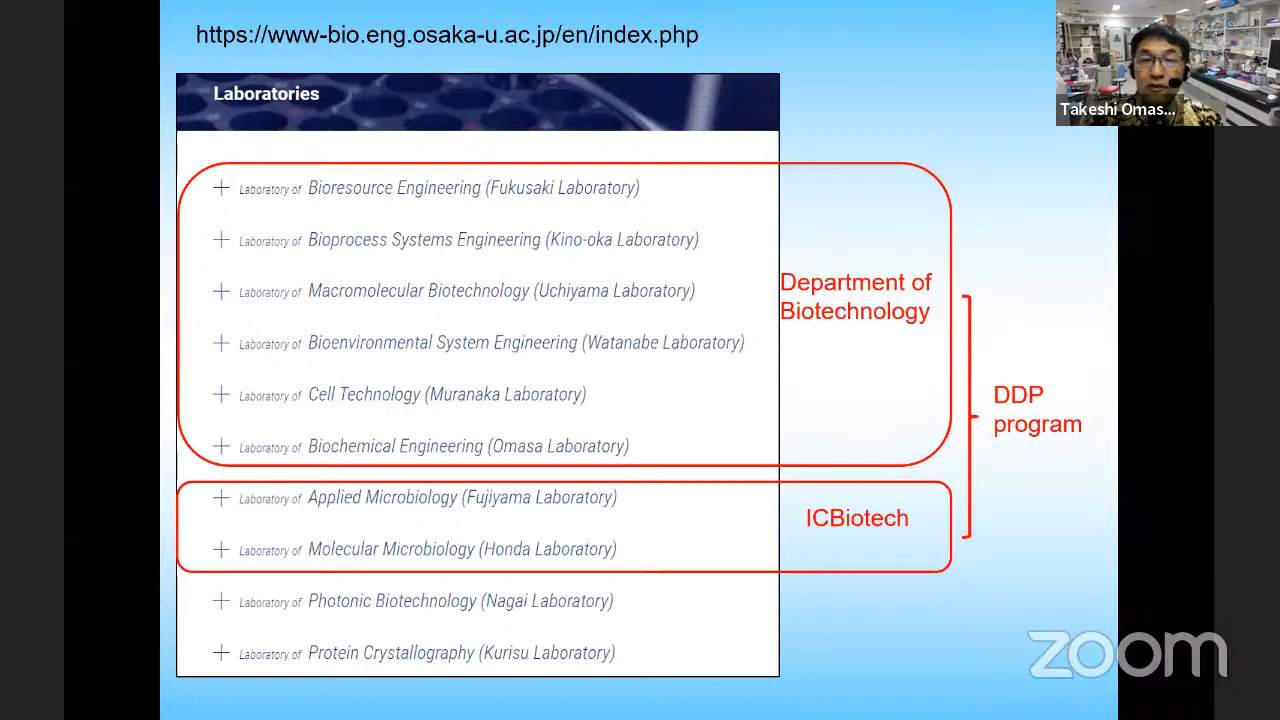 https://www-bio.eng.osaka-u.ac.jp/en/index.php
Takeshi Omas...
Laboratories
Laboratory of Bioresource Engineering (Fukusaki Laboratory)
Laboratory of Bioprocess Systems Engineering (Kino-oka Laboratory)
Laboratory of Macromolecular Biotechnology (Uchiyama Laboratory)
Laboratory of Bioenvironmental System Engineering (Watanabe Laboratory)
Laboratory of Cell Technology (Muranaka Laboratory)
Laboratory of Biochemical Engineering (Omasa Laboratory)
Department of
Biotechnology
Laboratory of Applied Microbiology (Fujiyama Laboratory)
Laboratory of Molecular Microbiology (Honda Laboratory)
ICBiotech
DDP
program
Laboratory of Photonic Biotechnology (Nagai Laboratory)
Laboratory of Protein Crystallography (Kurisu Laboratory)
zoom